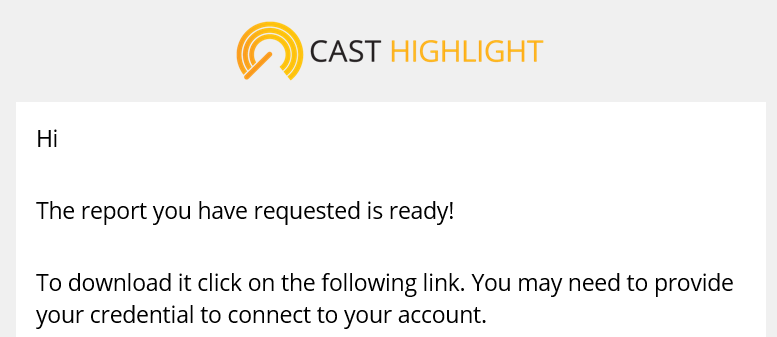 CAST HIGHLIGHT
Hi
The report you have requested is ready!
To download it click on the following link. You may need to provide
your credential to connect to your account.